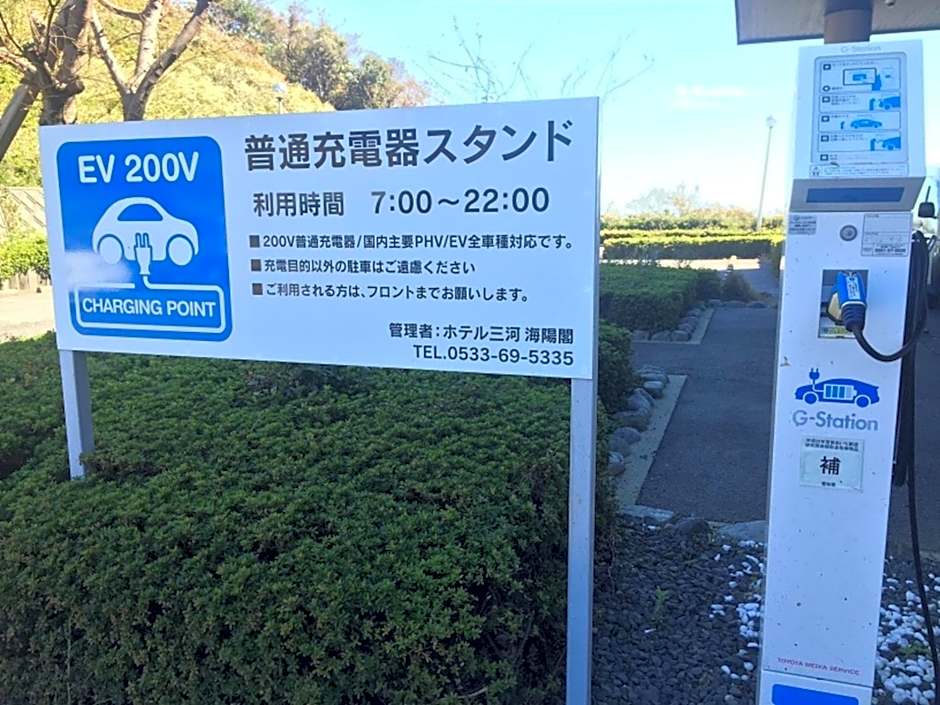 EV 200V
CHARGING POINT
普通充電器スタンド
利用時間 7:00～22:00
■200V普通充電器/国内主要PHV/EV全車種対応です。
■充電目的以外の駐車はご遠慮ください
■ご利用される方は、フロントまでお願いします。
管理者：ホテル三河 海陽閣
TEL.0533-69-5335
G-Station
G-Station
補
TOYOTA MEDIA SERVICE